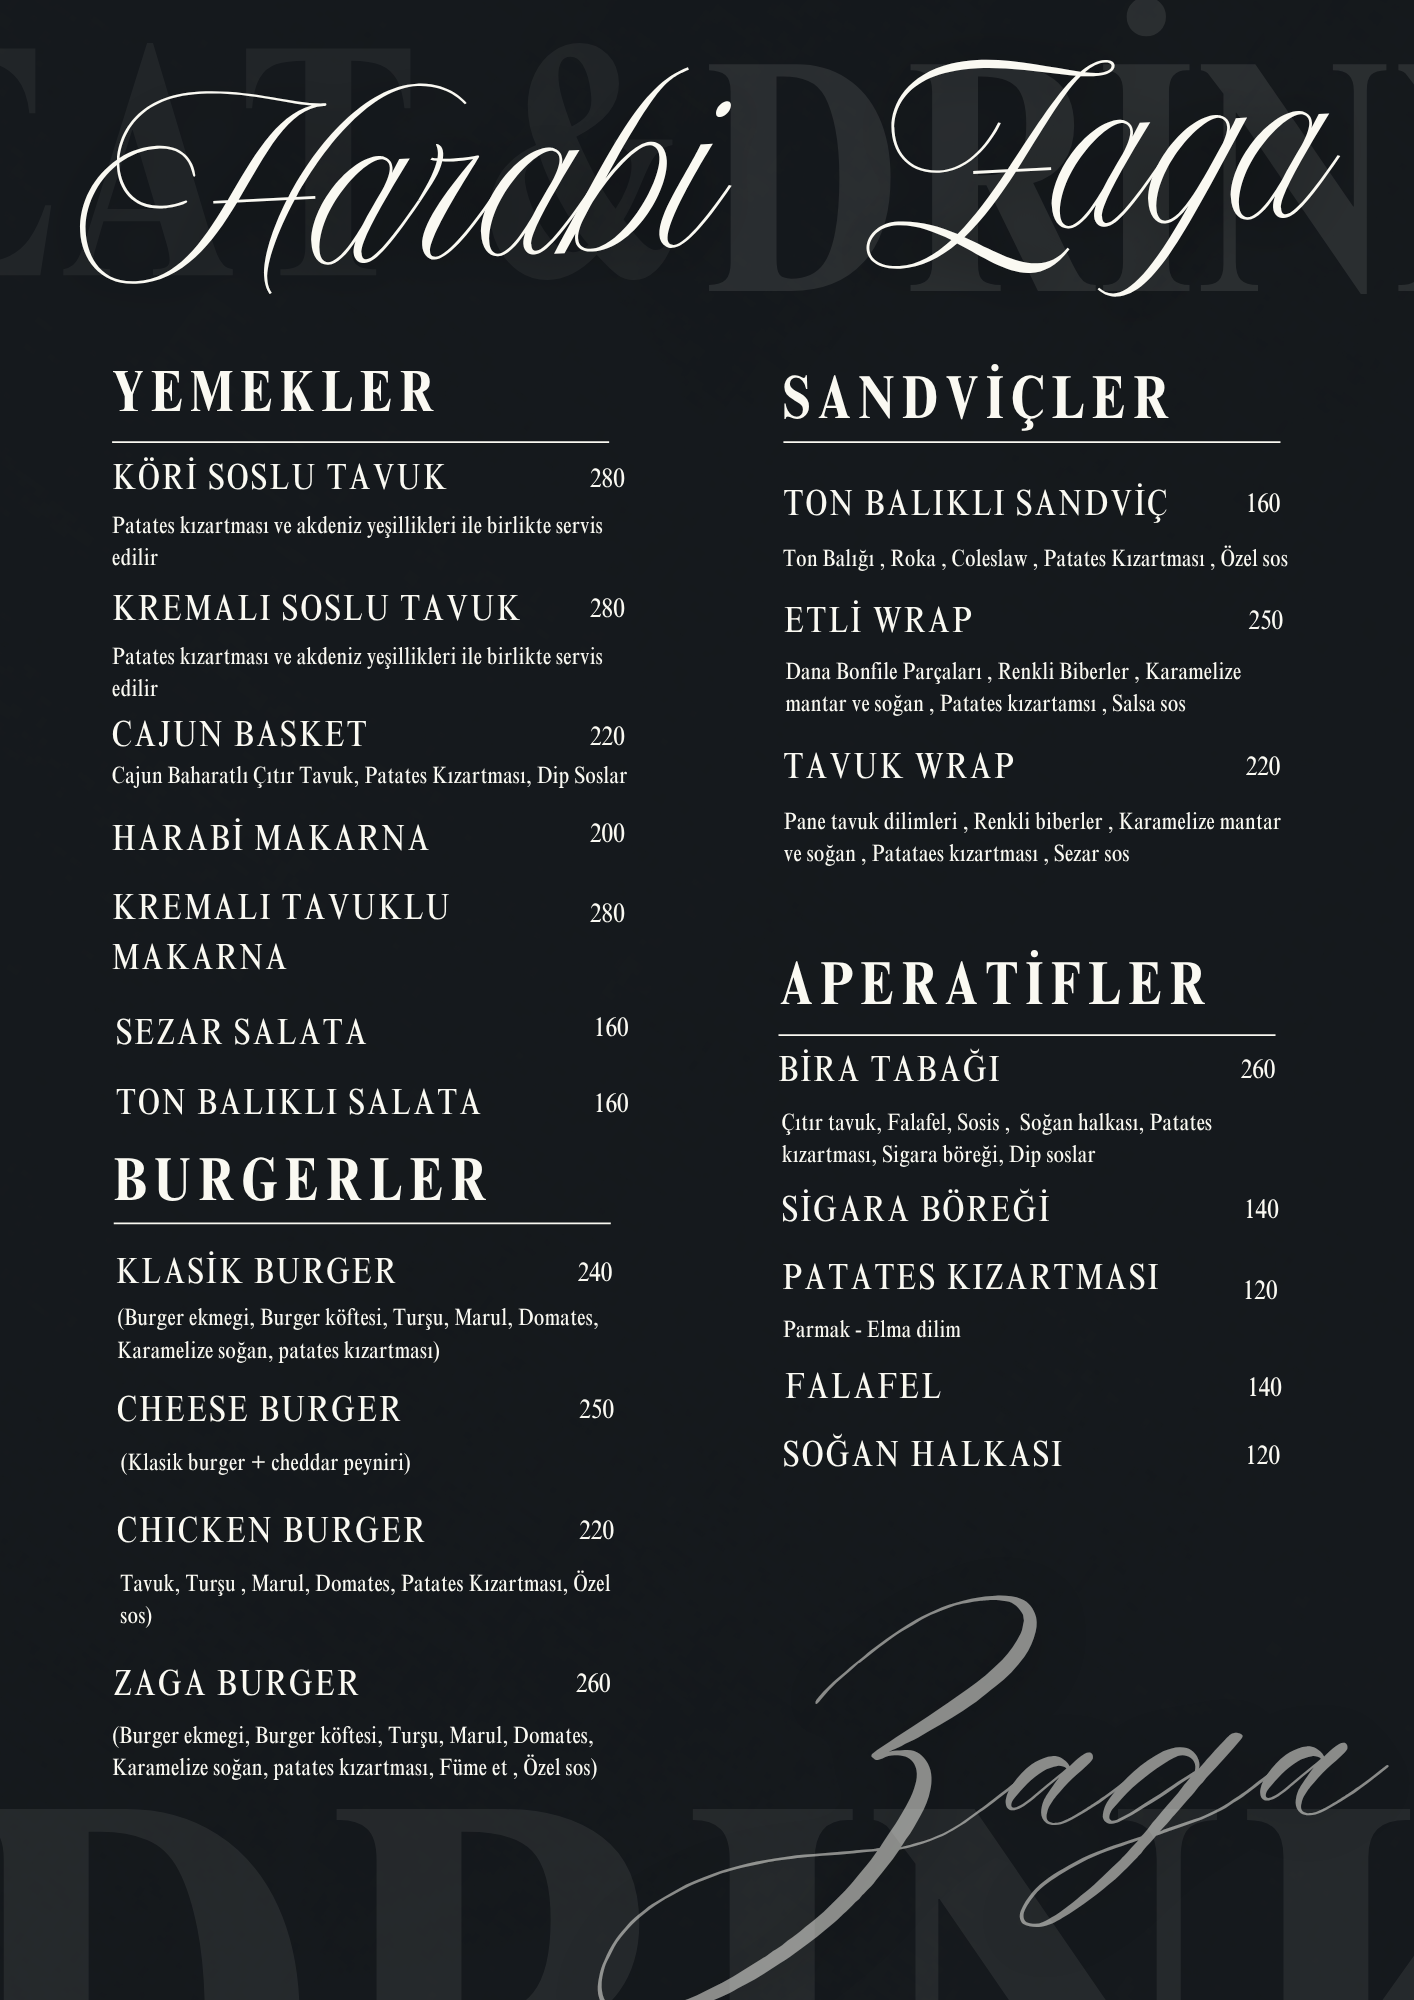 EAT & DRİNK
Harabi Zaga
YEMEKLER
KÖRİ SOSLU TAVUK 280
Patates kızartması ve akdeniz yeşillikleri ile birlikte servis
edilir
KREMALI SOSLU TAVUK 280
Patates kızartması ve akdeniz yeşillikleri ile birlikte servis
edilir
CAJUN BASKET 220
Cajun Baharatlı Çıtır Tavuk, Patates Kızartması, Dip Soslar
HARABİ MAKARNA 200
KREMALI TAVUKLU 280
MAKARNA
SEZAR SALATA 160
TON BALIKLI SALATA 160
BURGERLER
KLASİK BURGER 240
(Burger ekmegi, Burger köftesi, Turşu, Marul, Domates,
Karamelize soğan, patates kızartması)
CHEESE BURGER 250
(Klasik burger + cheddar peyniri)
CHICKEN BURGER 220
Tavuk, Turşu , Marul, Domates, Patates Kızartması, Özel
sos)
ZAGA BURGER 260
(Burger ekmegi, Burger köftesi, Turşu, Marul, Domates,
Karamelize soğan, patates kızartması, Füme et , Özel sos)
SANDVİÇLER
TON BALIKLI SANDVİÇ 160
Ton Balığı , Roka , Coleslaw , Patates Kızartması , Özel sos
ETLİ WRAP 250
Dana Bonfile Parçaları , Renkli Biberler , Karamelize
mantar ve soğan , Patates kızartamsı , Salsa sos
TAVUK WRAP 220
Pane tavuk dilimleri , Renkli biberler , Karamelize mantar
ve soğan , Patataes kızartması , Sezar sos
APERATİFLER
BİRA TABAĞI 260
Çıtır tavuk, Falafel, Sosis ,  Soğan halkası, Patates
kızartması, Sigara böreği, Dip soslar
SİGARA BÖREĞİ 140
PATATES KIZARTMASI 120
Parmak - Elma dilim
FALAFEL 140
SOĞAN HALKASI 120
Zaga
DRINK